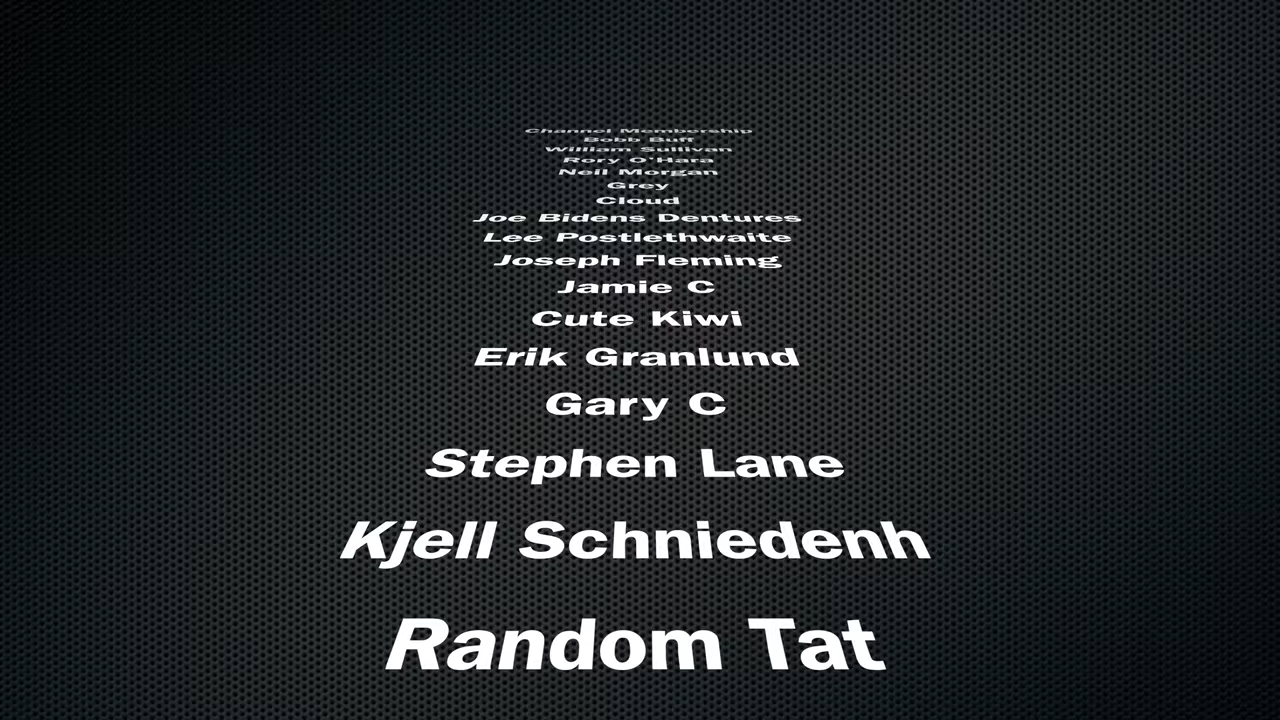 Channel Membership
Bobb Buff
William Sullivan
Rory O'Hara
Neil Morgan
Grey
Cloud
Joe Bidens Dentures
Lee Postlethwaite
Joseph Fleming
Jamie C
Cute Kiwi
Erik Granlund
Gary C
Stephen Lane
Kjell Schniedenh
Random Tat